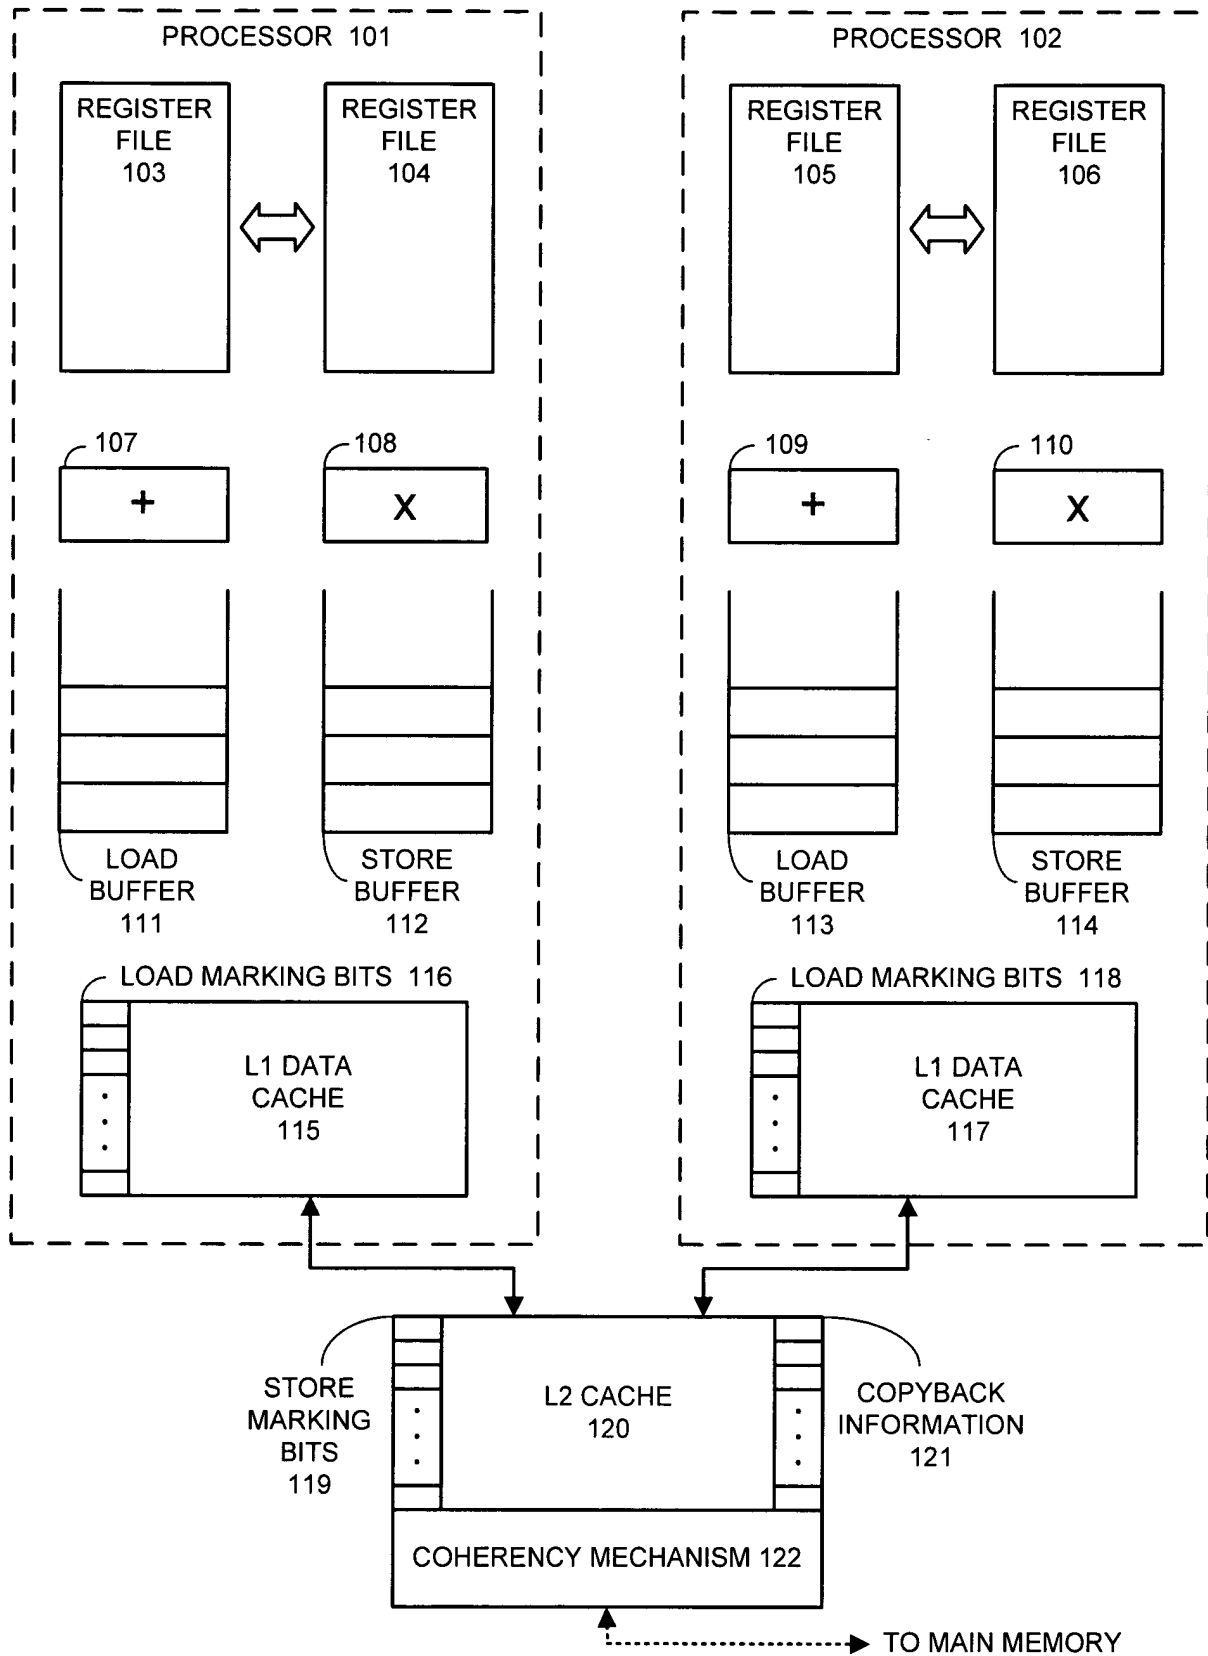 PROCESSOR 101
REGISTER
FILE
103
REGISTER
FILE
104
107
+
108
X
LOAD
BUFFER
111
STORE
BUFFER
112
LOAD MARKING BITS 116
L1 DATA
CACHE
115
PROCESSOR 102
REGISTER
FILE
105
REGISTER
FILE
106
109
+
110
X
LOAD
BUFFER
113
STORE
BUFFER
114
LOAD MARKING BITS 118
L1 DATA
CACHE
117
STORE
MARKING
BITS
119
L2 CACHE
120
COPYBACK
INFORMATION
121
COHERENCY MECHANISM 122
TO MAIN MEMORY